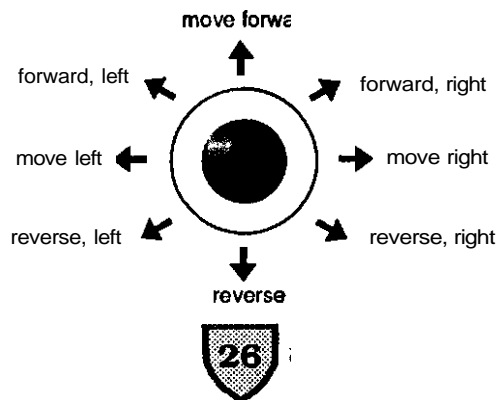 move forwa
forward, left
forward, right
move left
move right
reverse, left
reverse, right
reverse
26